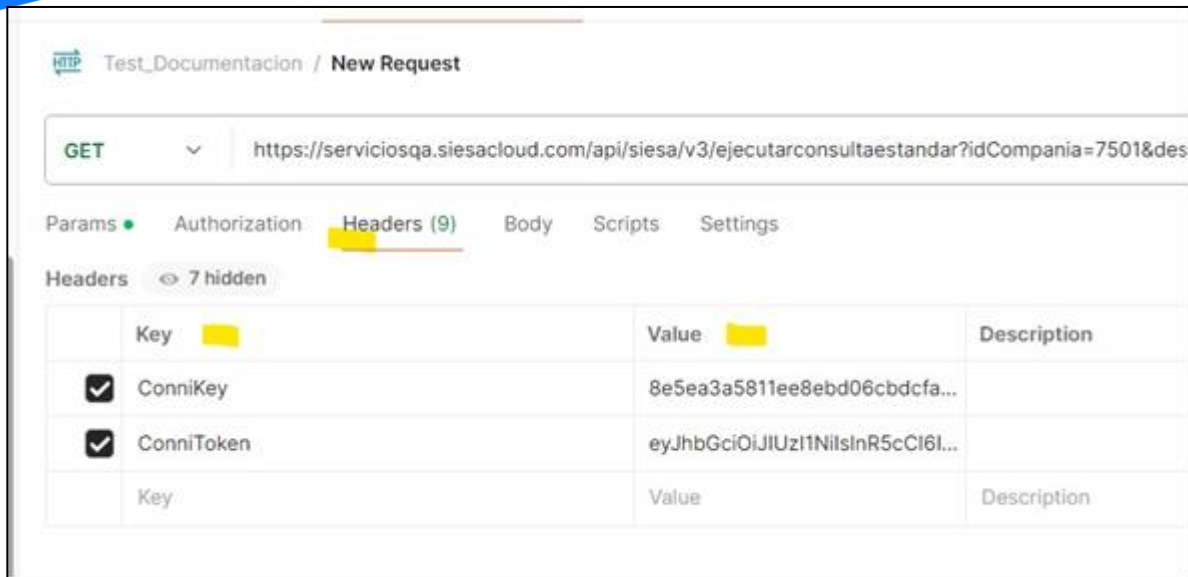 HTTP Test_Documentacion / New Request
GET https://serviciosqa.siesacloud.com/api/siesa/v3/ejecutarconsultaestandar?idCompania=7501&des
Params Authorization Headers (9) Body Scripts Settings
Headers 7 hidden
Key Value Description
ConniKey 8e5ea3a5811ee8ebd06cbdcfa...
ConniToken eyJhbGciOiJIUzI1NiIsInR5cCI6I...
Key Value Description